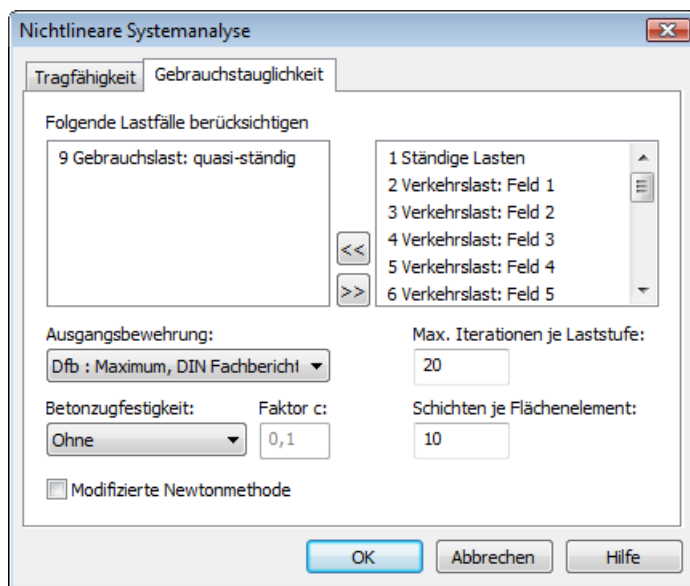 Nichtlineare Systemanalyse
Tragfähigkeit
Gebrauchstauglichkeit
Folgende Lastfälle berücksichtigen
9 Gebrauchslast: quasi-ständig
1 Ständige Lasten
2 Verkehrslast: Feld 1
3 Verkehrslast: Feld 2
4 Verkehrslast: Feld 3
5 Verkehrslast: Feld 4
6 Verkehrslast: Feld 5
<<
>>
Ausgangsbewehrung:
Max. Iterationen je Laststufe:
Dfb : Maximum, DIN Fachbericht
20
Betonzugfestigkeit:
Faktor c:
Schichten je Flächenelement:
Ohne
0,1
10
Modifizierte Newtonmethode
OK
Abbrechen
Hilfe